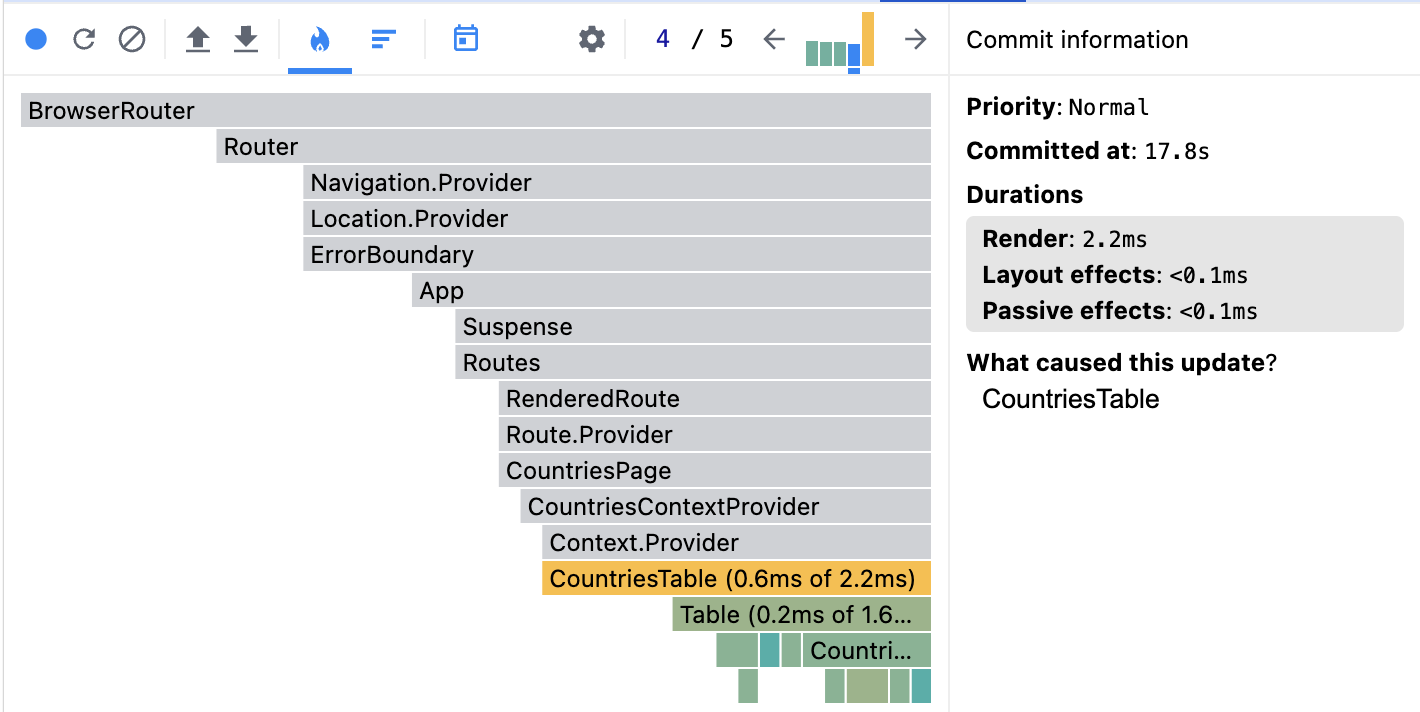 4 / 5
Commit information
BrowserRouter
Router
Navigation.Provider
Location.Provider
ErrorBoundary
App
Suspense
Routes
RenderedRoute
Route.Provider
CountriesPage
CountriesContextProvider
Context.Provider
CountriesTable (0.6ms of 2.2ms)
Table (0.2ms of 1.6...
Countri...
Priority: Normal
Committed at: 17.8s
Durations
Render: 2.2ms
Layout effects: <0.1ms
Passive effects: <0.1ms
What caused this update?
CountriesTable